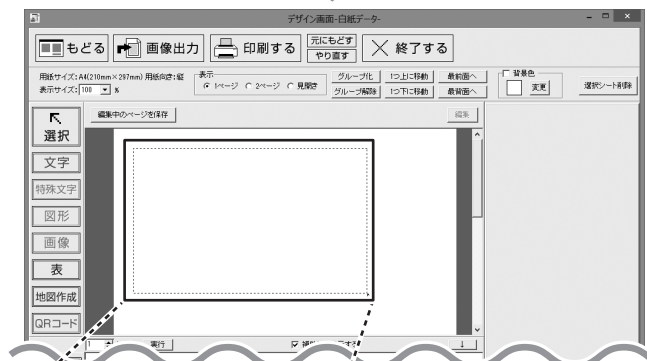 デザイン画面-白紙データ-
もどる 画像出力 印刷する 元にもどす やり直す 終了する
用紙サイズ:A4(210mm×297mm) 用紙向き:縦
表示サイズ: 100 %
表示
1ページ 2ページ 見開き
グループ化 1つ上に移動 最前面へ
グループ解除 1つ下に移動 最背面へ
背景色
変更
選択シート削除
編集中のページを保存 編集
選択
文字
特殊文字
図形
画像
表
地図作成
QRコード
1 実行